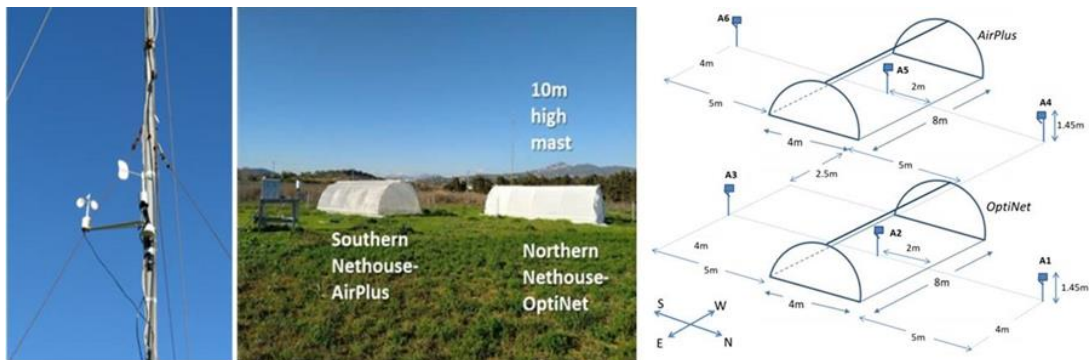 10m
high
mast
Southern
Nethouse-
AirPlus
Northern
Nethouse-
OptiNet
A6
AirPlus
4m
A5
2m
A4
5m
1.45m
8m
4m
5m
2.5m
A3
OptiNet
A2
4m
2m
A1
5m
8m
1.45m
4m
S
W
5m
4m
E
N